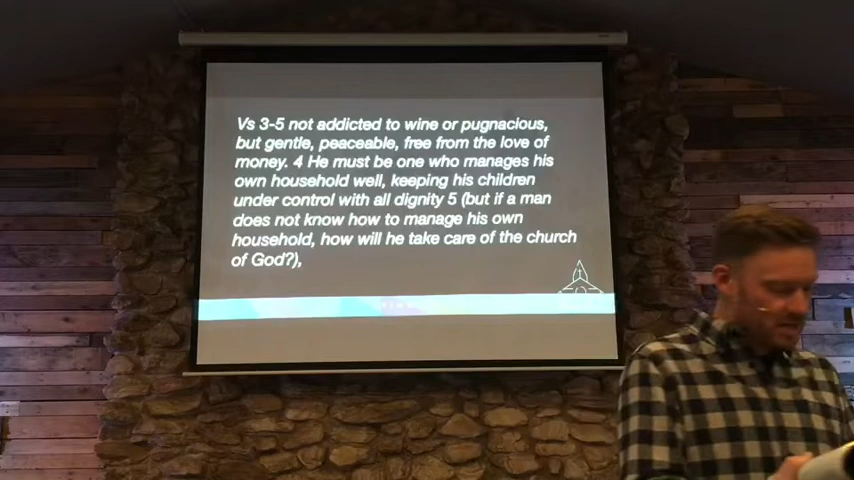 Vs 3-5 not addicted to wine or pugnacious,
but gentle, peaceable, free from the love of
money. 4 He must be one who manages his
own household well, keeping his children
under control with all dignity 5 (but if a man
does not know how to manage his own
household, how will he take care of the church
of God?),